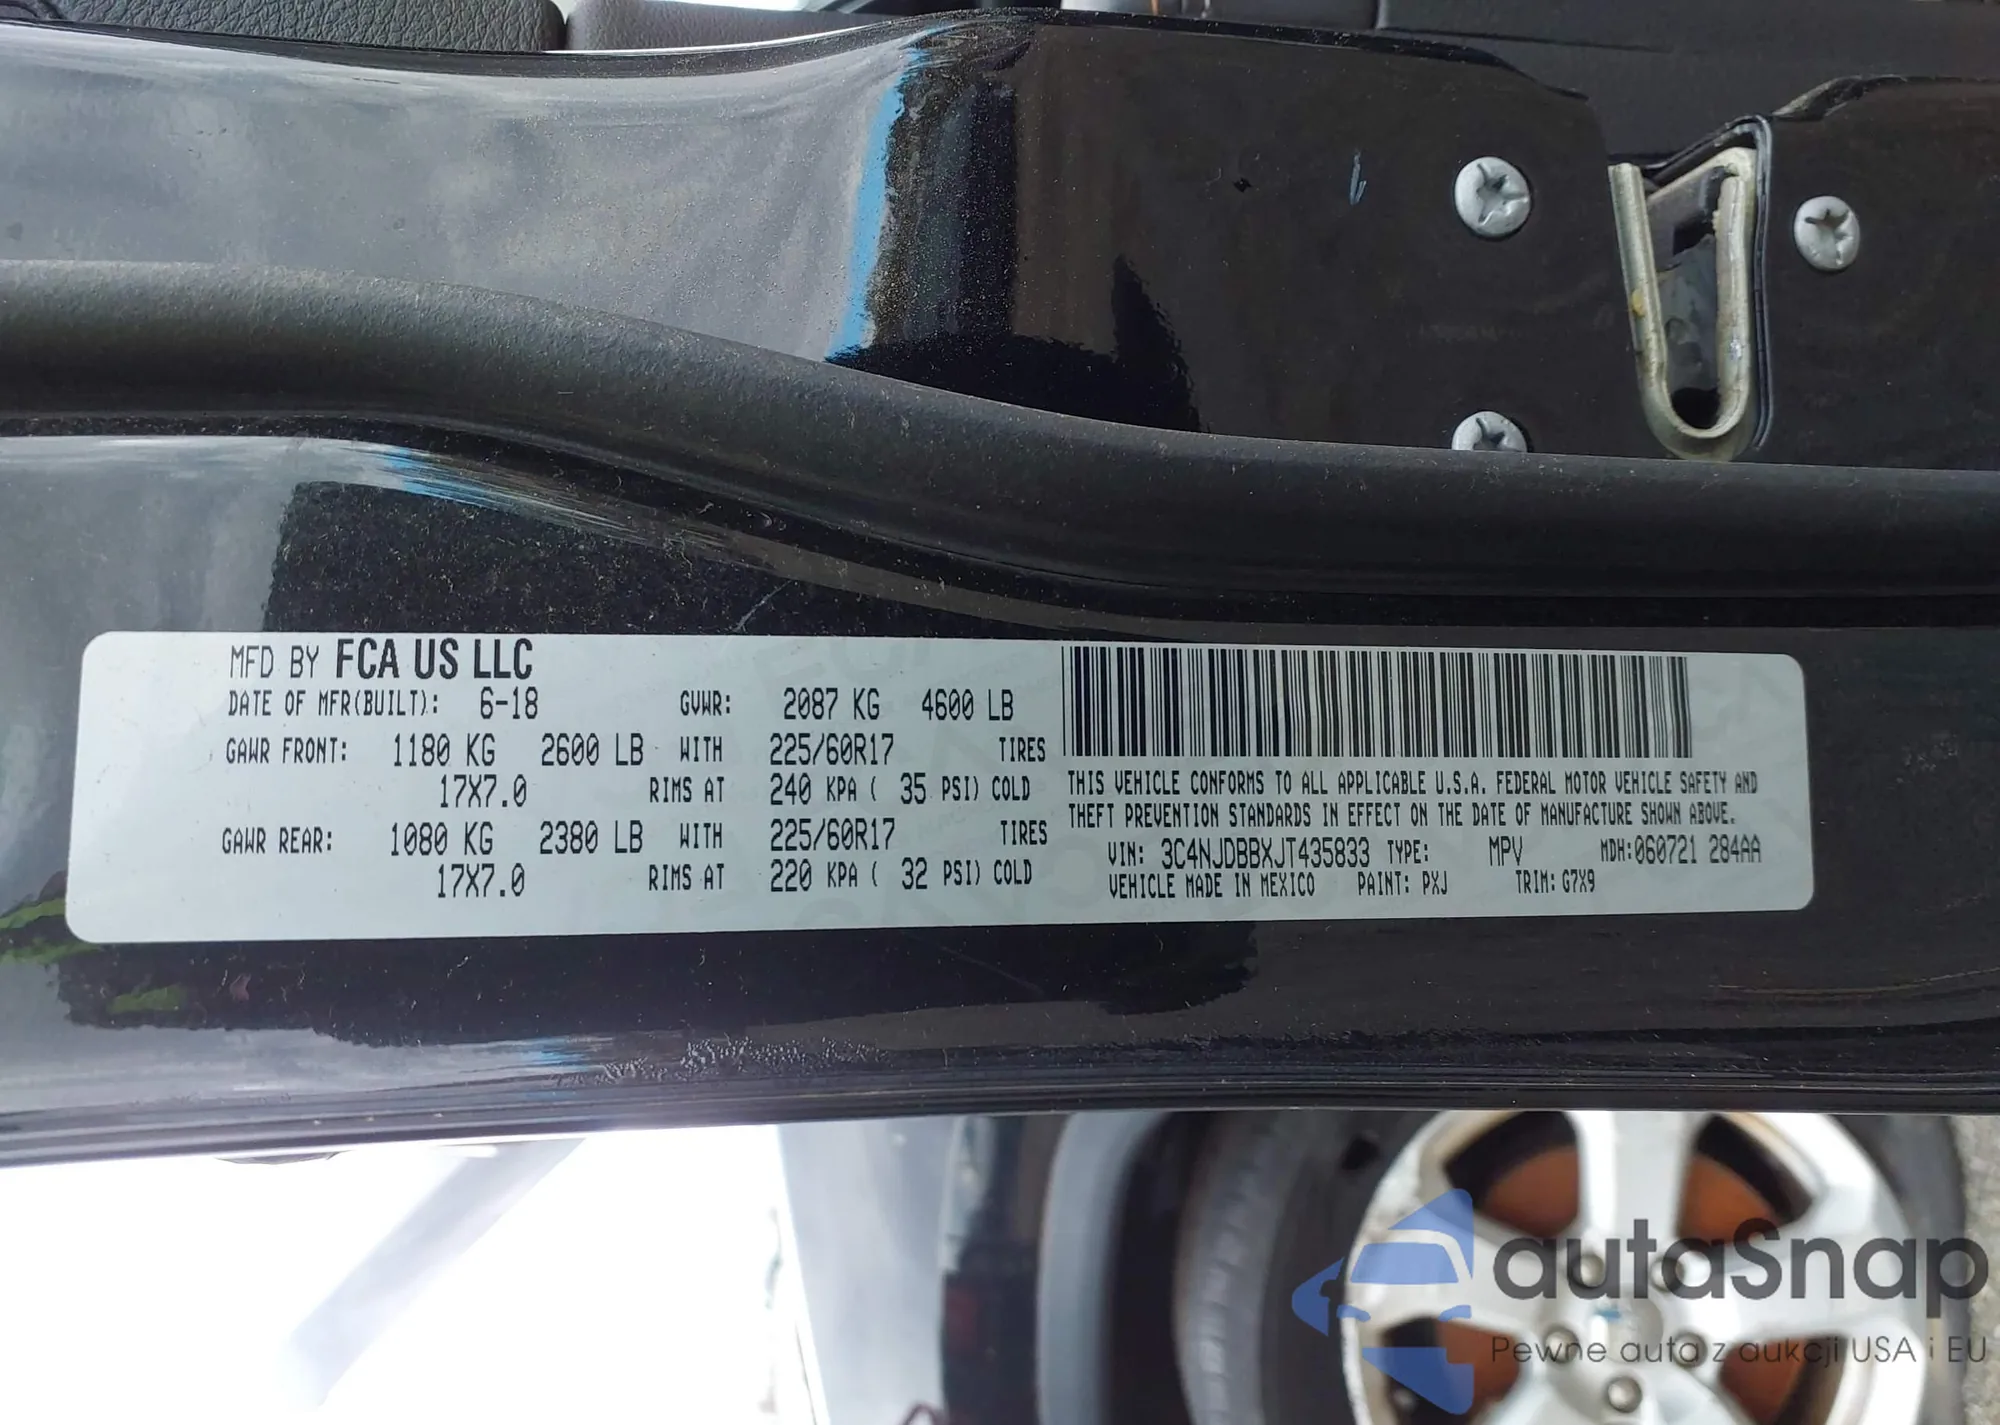 MFD BY FCA US LLC
DATE OF MFR(BUILT): 6-18 GVWR: 2087 KG 4600 LB
GAWR FRONT: 1180 KG 2600 LB WITH 225/60R17 TIRES
17X7.0 RIMS AT 240 KPA ( 35 PSI) COLD
GAWR REAR: 1080 KG 2380 LB WITH 225/60R17 TIRES
17X7.0 RIMS AT 220 KPA ( 32 PSI) COLD
THIS VEHICLE CONFORMS TO ALL APPLICABLE U.S.A. FEDERAL MOTOR VEHICLE SAFETY AND
THEFT PREVENTION STANDARDS IN EFFECT ON THE DATE OF MANUFACTURE SHOWN ABOVE.
VIN: 3C4NJDBBXJT435833 TYPE: MPV MDH:060721 284AA
VEHICLE MADE IN MEXICO PAINT: PXJ TRIM: G7X9
autaSnap
Pewne auta z aukcji USA i EU